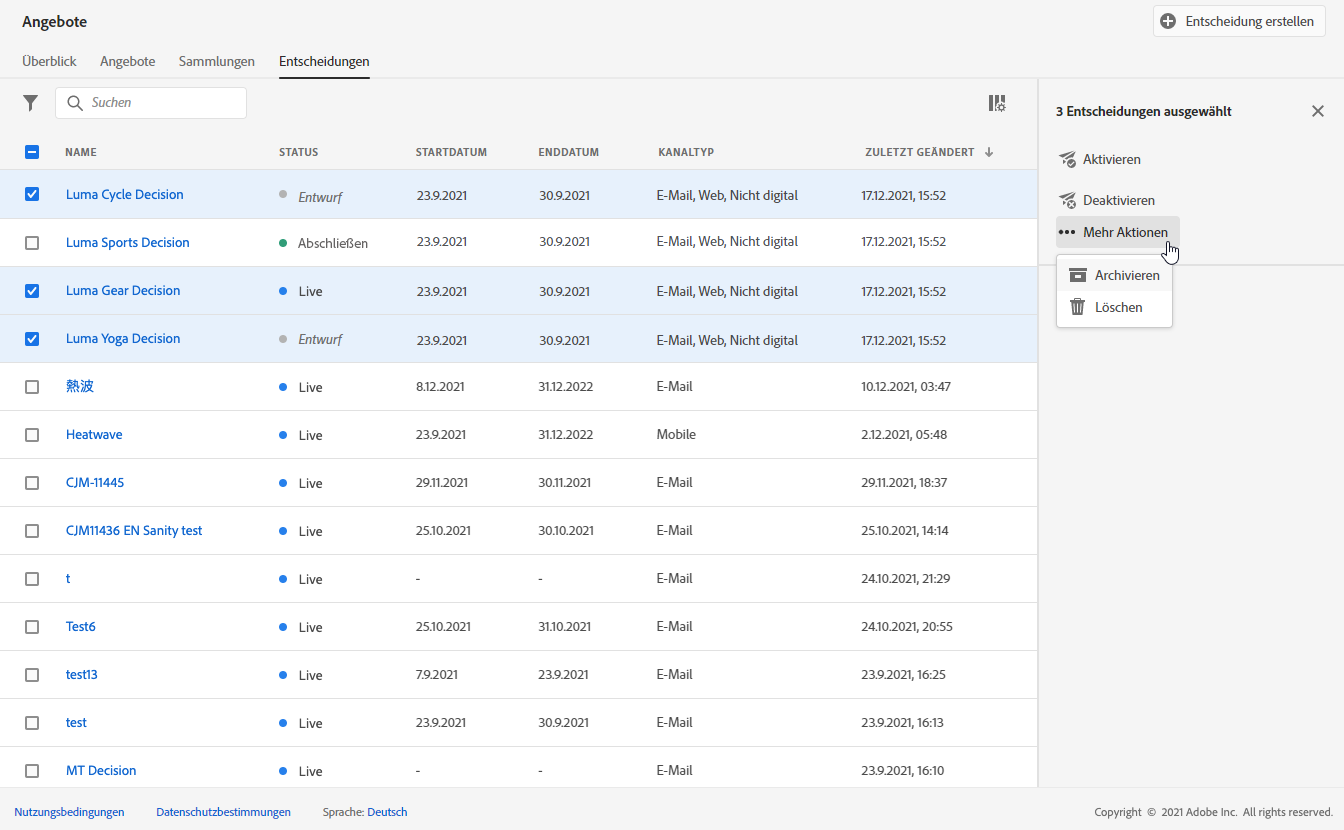 Angebote
Entscheidung erstellen
Überblick Angebote Sammlungen Entscheidungen
Suchen
3 Entscheidungen ausgewählt
NAME STATUS STARTDATUM ENDDATUM KANALTYP ZULETZT GEÄNDERT
Aktivieren
Luma Cycle Decision Entwurf 23.9.2021 30.9.2021 E-Mail, Web, Nicht digital 17.12.2021, 15:52
Deaktivieren
Mehr Aktionen
Luma Sports Decision Abschließen 23.9.2021 30.9.2021 E-Mail, Web, Nicht digital 17.12.2021, 15:52
Archivieren
Luma Gear Decision Live 23.9.2021 30.9.2021 E-Mail, Web, Nicht digital 17.12.2021, 15:52
Löschen
Luma Yoga Decision Entwurf 23.9.2021 30.9.2021 E-Mail, Web, Nicht digital 17.12.2021, 15:52
熱波 Live 8.12.2021 31.12.2022 E-Mail 10.12.2021, 03:47
Heatwave Live 23.9.2021 31.12.2022 Mobile 2.12.2021, 05:48
CJM-11445 Live 29.11.2021 30.11.2021 E-Mail 29.11.2021, 18:37
CJM11436 EN Sanity test Live 25.10.2021 30.10.2021 E-Mail 25.10.2021, 14:14
t Live - - E-Mail 24.10.2021, 21:29
Test6 Live 25.10.2021 31.10.2021 E-Mail 24.10.2021, 20:55
test13 Live 7.9.2021 23.9.2021 E-Mail 23.9.2021, 16:25
test Live 23.9.2021 30.9.2021 E-Mail 23.9.2021, 16:13
MT Decision Live - - E-Mail 23.9.2021, 16:10
Nutzungsbedingungen Datenschutzbestimmungen Sprache: Deutsch Copyright © 2021 Adobe Inc. All rights reserved.